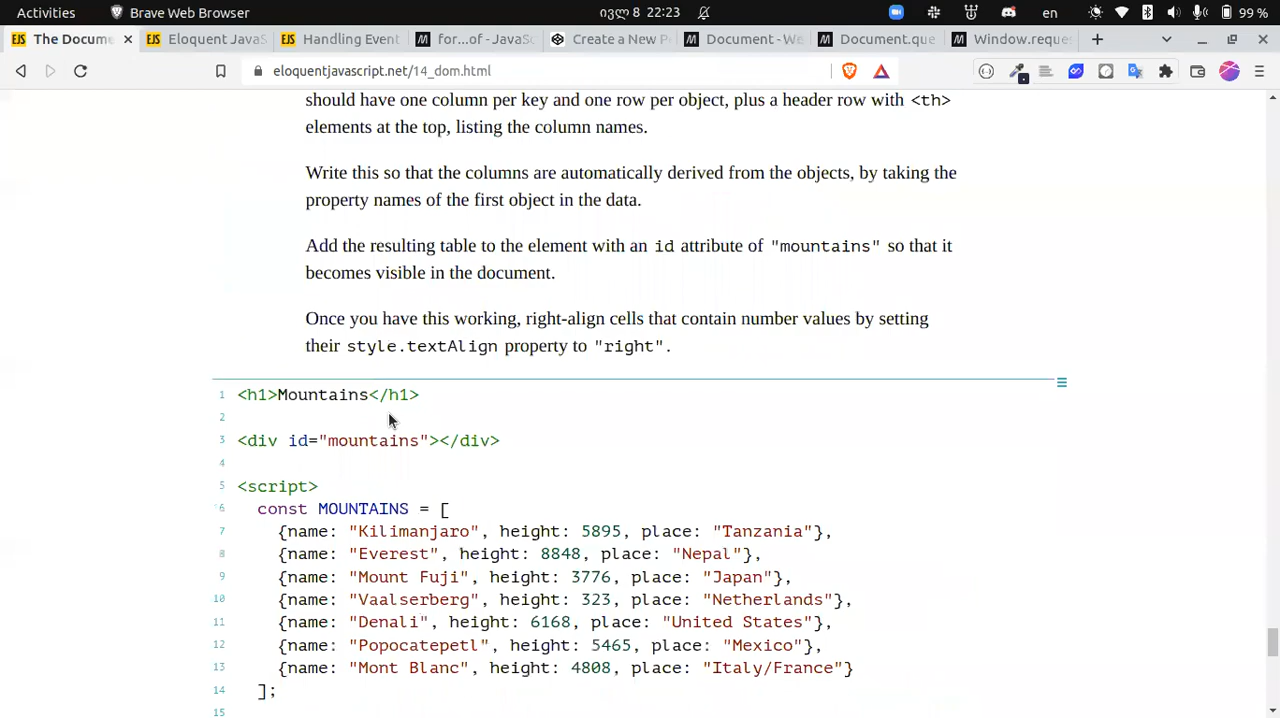 Activities Brave Web Browser ივლ 8 22:23 en 99 %
The Docume Eloquent JavaS Handling Event for...of - JavaSc Create a New P Document - We Document.que Window.reque
eloquentjavascript.net/14_dom.html
should have one column per key and one row per object, plus a header row with <th>
elements at the top, listing the column names.
Write this so that the columns are automatically derived from the objects, by taking the
property names of the first object in the data.
Add the resulting table to the element with an id attribute of "mountains" so that it
becomes visible in the document.
Once you have this working, right-align cells that contain number values by setting
their style.textAlign property to "right".
1 <h1>Mountains</h1>
2
3 <div id="mountains"></div>
4
5 <script>
6 const MOUNTAINS = [
7 {name: "Kilimanjaro", height: 5895, place: "Tanzania"},
8 {name: "Everest", height: 8848, place: "Nepal"},
9 {name: "Mount Fuji", height: 3776, place: "Japan"},
10 {name: "Vaalserberg", height: 323, place: "Netherlands"},
11 {name: "Denali", height: 6168, place: "United States"},
12 {name: "Popocatepetl", height: 5465, place: "Mexico"},
13 {name: "Mont Blanc", height: 4808, place: "Italy/France"}
14 ];
15